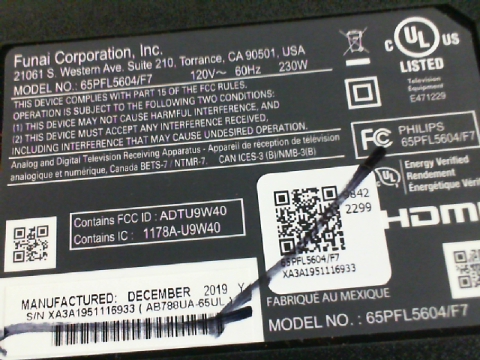 Funai Corporation, Inc.
21061 S. Western Ave. Suite 210, Torrance, CA 90501, USA
MODEL NO.: 65PFL5604/F7 120V~ 60Hz 230W
THIS DEVICE COMPLIES WITH PART 15 OF THE FCC RULES.
OPERATION IS SUBJECT TO THE FOLLOWING TWO CONDITIONS:
(1) THIS DEVICE MAY NOT CAUSE HARMFUL INTERFERENCE, AND
(2) THIS DEVICE MUST ACCEPT ANY INTERFERENCE RECEIVED,
INCLUDING INTERFERENCE THAT MAY CAUSE UNDESIRED OPERATION.
Analog and Digital Television Receiving Apparatus - Appareil de réception de télévision
analogique et numérique, Canada BETS-7 / NTMR-7. CAN ICES-3 (B)/NMB-3(B)
C UL US
LISTED
Television
Equipment
E471229
FC PHILIPS
65PFL5604/F7
UL Energy Verified
Rendement
Énergétique Vérifié
HDMI
Contains FCC ID : ADTU9W40
Contains IC : 1178A-U9W40
9842
2299
65PFL5604/F7
XA3A1951116933
MANUFACTURED: DECEMBER 2019 Y
S/N XA3A1951116933 ( AB788UA-65UL )
FABRIQUÉ AU MEXIQUE
MODEL NO.: 65PFL5604/F7